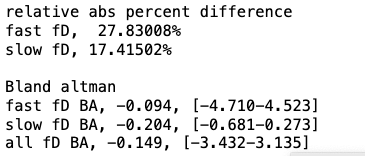 relative abs percent difference
fast fD,  27.83008%
slow fD, 17.41502%

Bland altman
fast fD BA, -0.094, [-4.710-4.523]
slow fD BA, -0.204, [-0.681-0.273]
all fD BA, -0.149, [-3.432-3.135]